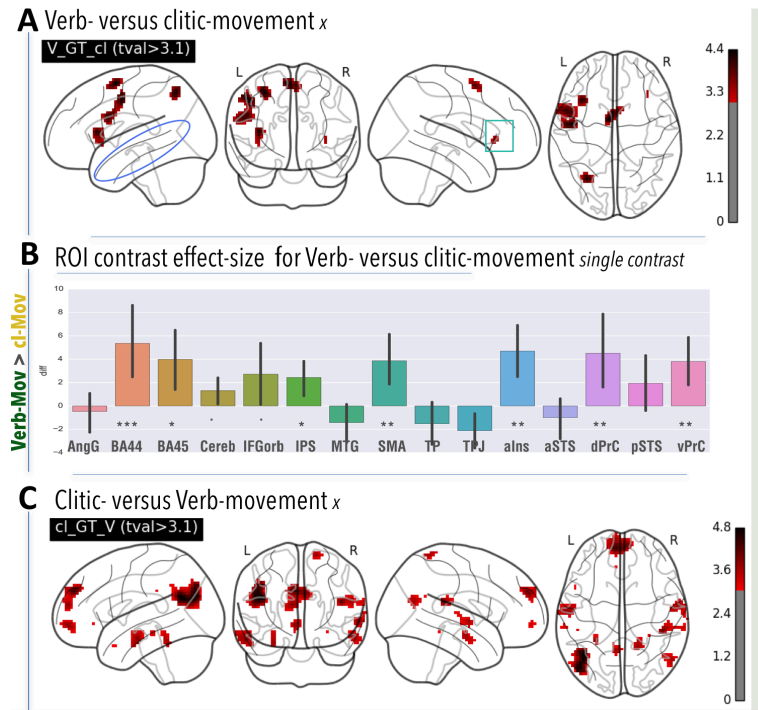 A Verb- versus clitic-movement x
V_GT_cl (tval>3.1)
L R L R
4.4
3.3
2.2
1.1
0
B ROI contrast effect-size for Verb- versus clitic-movement single contrast
Verb-Mov > cl-Mov
diff
10
8
6
4
2
0
−2
−4
*** * . . * ** ** ** **
AngG BA44 BA45 Cereb IFGorb IPS MTG SMA TP TPJ aIns aSTS dPrC pSTS vPrC
C Clitic- versus Verb-movement x
cl_GT_V (tval>3.1)
L R L R
4.8
3.6
2.4
1.2
0